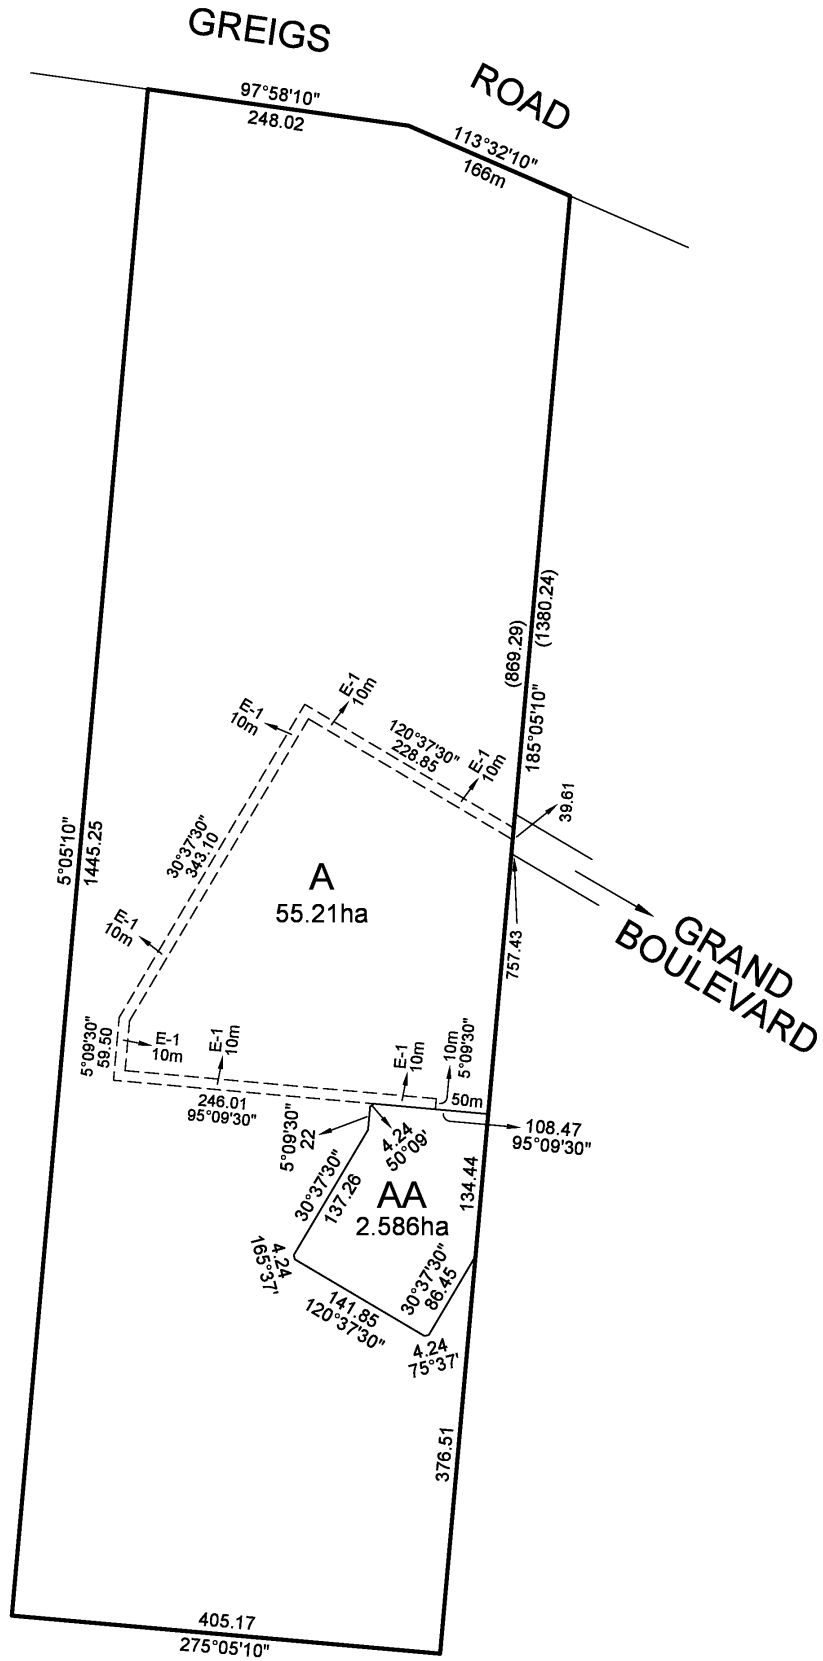 GREIGS
ROAD
97°58'10"
248.02
113°32'10"
166m
(869.29)
(1380.24)
185°05'10"
E-1
10m
E-1
10m
120°37'30"
228.85
E-1
10m
39.61
30°37'30"
343.10
5°05'10"
1445.25
A
55.21ha
E-1
10m
757.43
GRAND
BOULEVARD
5°09'30"
59.50
E-1
10m
E-1
10m
E-1
10m
10m
5°09'30"
50m
246.01
95°09'30"
108.47
95°09'30"
5°09'30"
22
4.24
50°09'
134.44
30°37'30"
137.26
AA
2.586ha
4.24
165°37'
30°37'30"
86.45
141.85
120°37'30"
4.24
75°37'
376.51
405.17
275°05'10"